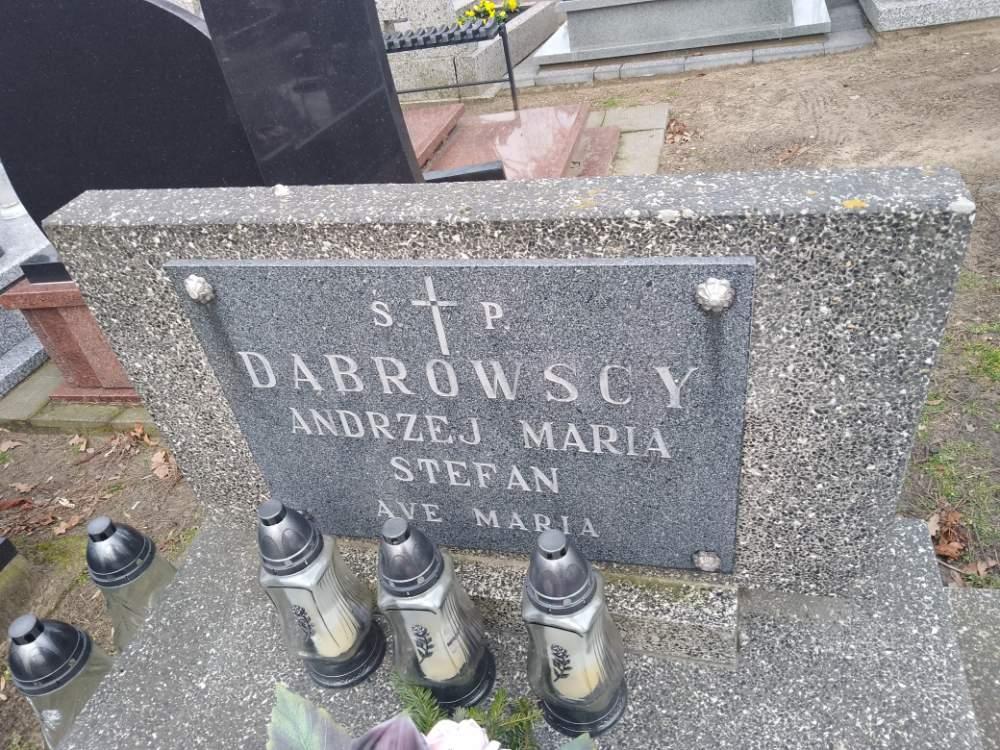 Ś. P.
DĄBROWSCY
ANDRZEJ MARIA
STEFAN
AVE MARIA